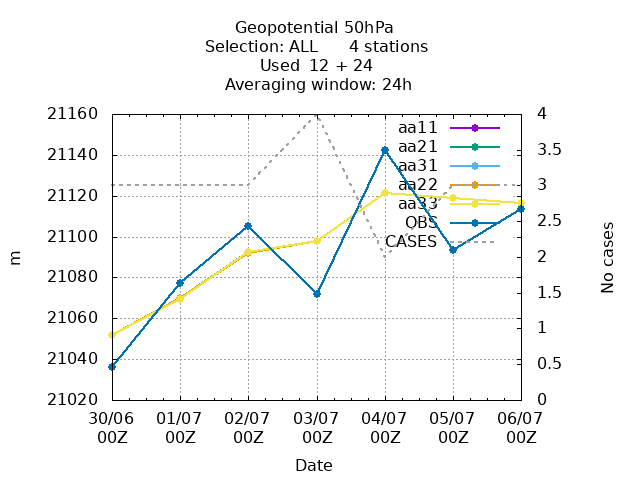 Geopotential 50hPa
Selection: ALL      4 stations
Used  12 + 24
Averaging window: 24h
21160
21140
21120
21100
21080
21060
21040
21020
m
4
3.5
3
2.5
2
1.5
1
0.5
0
No cases
aa11
aa21
aa31
aa22
aa33
OBS
CASES
30/06 01/07 02/07 03/07 04/07 05/07 06/07
00Z 00Z 00Z 00Z 00Z 00Z 00Z
Date